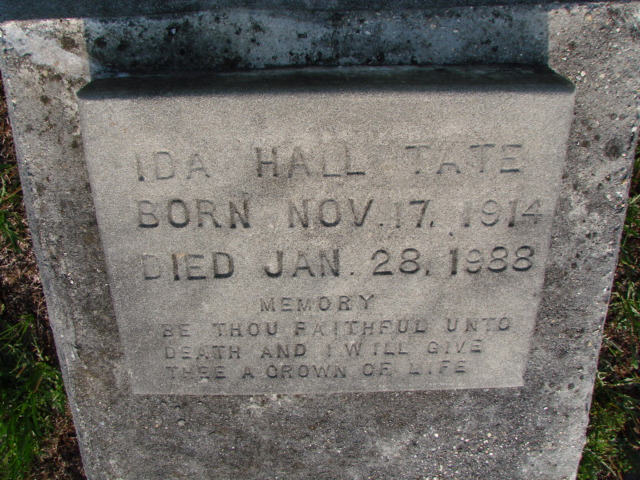 IDA HALL TATE
BORN NOV. 17, 1914
DIED JAN. 28, 1988
MEMORY
BE THOU FAITHFUL UNTO
DEATH AND I WILL GIVE
THEE A CROWN OF LIFE